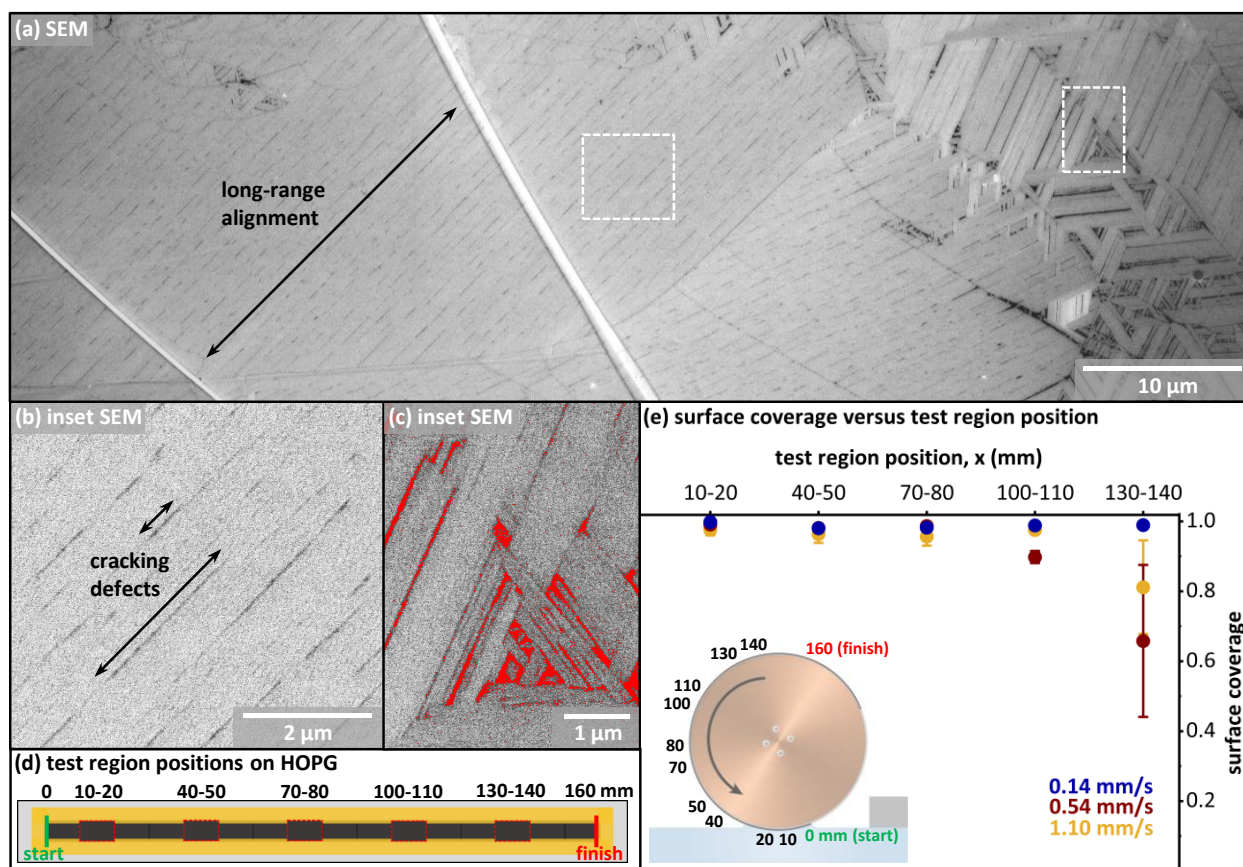 (a) SEM
long-range
alignment
10 µm
(b) inset SEM
cracking
defects
2 µm
(c) inset SEM
1 µm
(d) test region positions on HOPG
0 10-20 40-50 70-80 100-110 130-140 160 mm
start
finish
(e) surface coverage versus test region position
test region position, x (mm)
10-20 40-50 70-80 100-110 130-140
1.0
0.8
0.6
0.4
0.2
surface coverage
140
130
110
100
80
70
50
40
20 10
0 mm (start)
160 (finish)
0.14 mm/s
0.54 mm/s
1.10 mm/s